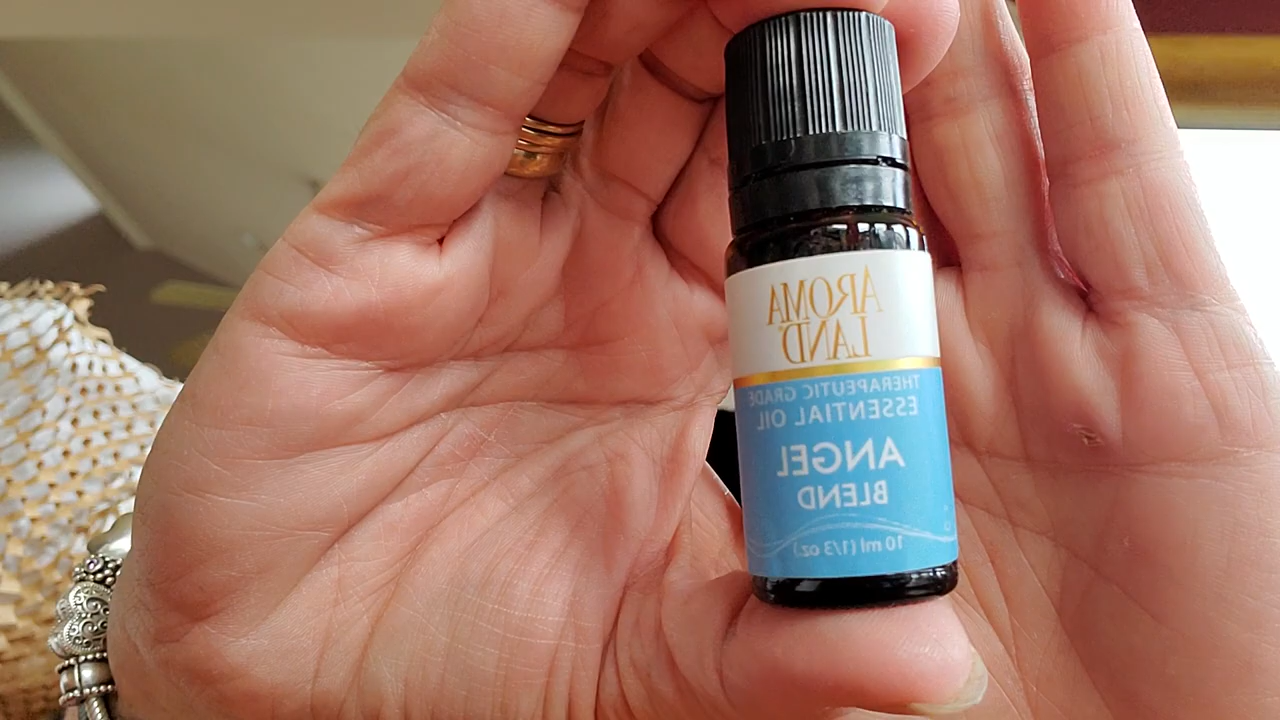 AROMA
LAND
THERAPEUTIC GRADE
ESSENTIAL OIL
ANGEL
BLEND
10 ml (1/3 oz.)